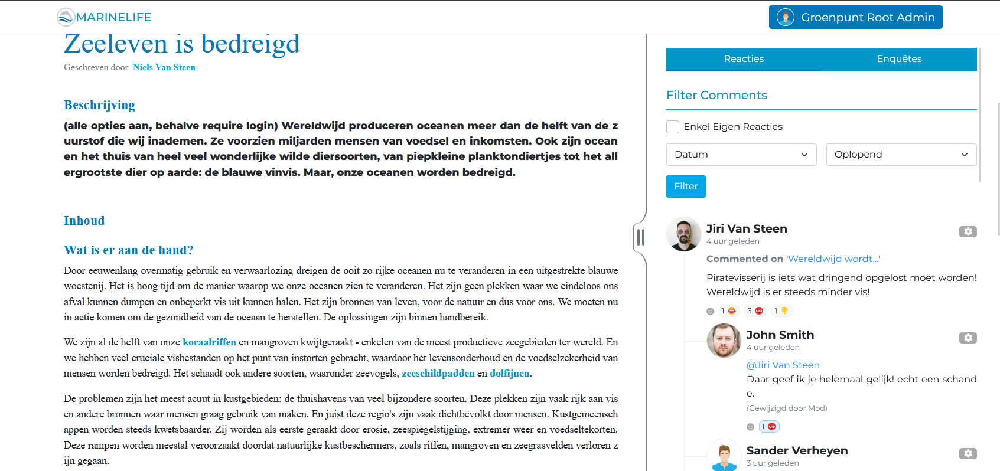 MARINELIFE
Groenpunt Root Admin
Zeeleven is bedreigd
Geschreven door Niels Van Steen
Beschrijving
(alle opties aan, behalve require login) Wereldwijd produceren oceanen meer dan de helft van de z
uurstof die wij inademen. Ze voorzien miljarden mensen van voedsel en inkomsten. Ook zijn ocean
en het thuis van heel veel wonderlijke wilde diersoorten, van piepkleine planktondiertjes tot het all
ergrootste dier op aarde: de blauwe vinvis. Maar, onze oceanen worden bedreigd.
Inhoud
Wat is er aan de hand?
Door eeuwenlang overmatig gebruik en verwaarlozing dreigen de ooit zo rijke oceanen nu te veranderen in een uitgestrekte blauwe
woestenij. Het is hoog tijd om de manier waarop we onze oceanen zien te veranderen. Het zijn geen plekken waar we eindeloos ons
afval kunnen dumpen en onbeperkt vis uit kunnen halen. Het zijn bronnen van leven, voor de natuur en dus voor ons. We moeten nu
in actie komen om de gezondheid van de oceaan te herstellen. De oplossingen zijn binnen handbereik.
We zijn al de helft van onze koraalriffen en mangroven kwijtgeraakt - enkelen van de meest productieve zeegebieden ter wereld. En
we hebben veel cruciale visbestanden op het punt van instorten gebracht, waardoor het levensonderhoud en de voedselzekerheid van
mensen worden bedreigd. Het schaadt ook andere soorten, waaronder zeevogels, zeeschildpadden en dolfijnen.
De problemen zijn het meest acuut in kustgebieden: de thuishavens van veel bijzondere soorten. Deze plekken zijn vaak rijk aan vis
en andere bronnen waar mensen graag gebruik van maken. En juist deze regio's zijn vaak dichtbevolkt door mensen. Kustgemeensch
appen worden steeds kwetsbaarder. Zij worden als eerste geraakt door erosie, zeespiegelstijging, extremer weer en voedseltekorten.
Deze rampen worden meestal veroorzaakt doordat natuurlijke kustbeschermers, zoals riffen, mangroven en zeegrasvelden verloren z
ijn gegaan.
Reacties
Enquêtes
Filter Comments
Enkel Eigen Reacties
Datum
Oplopend
Filter
Jiri Van Steen
4 uur geleden
Commented on 'Wereldwijd wordt...'
Piratevisserij is iets wat dringend opgelost moet worden!
Wereldwijd is er steeds minder vis!
1 3 1
John Smith
4 uur geleden
@Jiri Van Steen
Daar geef ik je helemaal gelijk! echt een schand
e.
(Gewijzigd door Mod)
1
Sander Verheyen
3 uur geleden